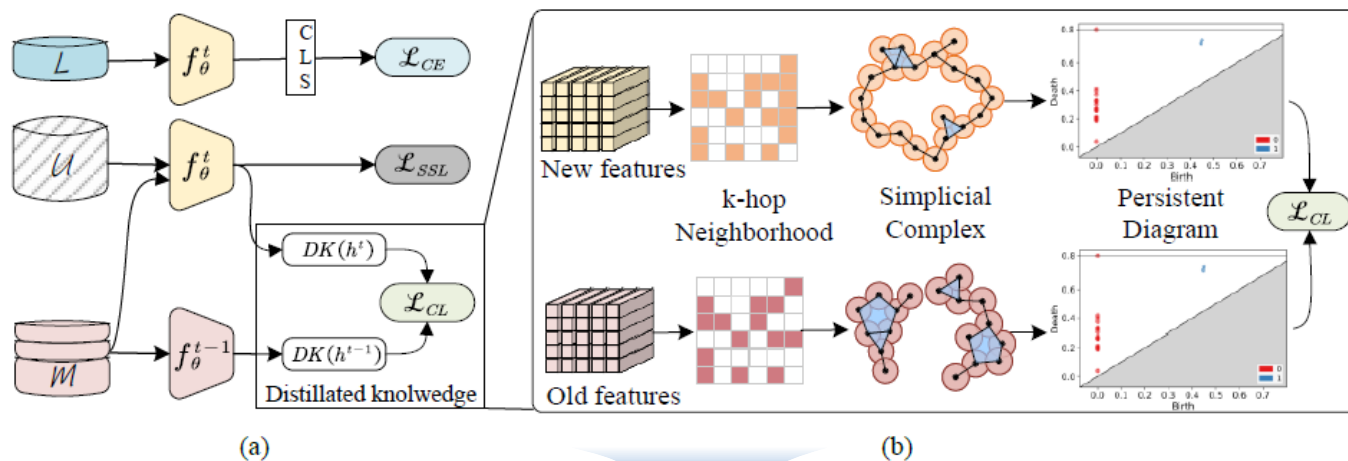 L
f_θ^t
C
L
S
ℒ_CE
U
f_θ^t
ℒ_SSL
DK(h^t)
ℒ_CL
M
f_θ^{t-1}
DK(h^{t-1})
Distillated knolwedge
(a)
New features
k-hop
Neighborhood
Simplicial
Complex
Death
0.8
0.6
0.4
0.2
0.0
0.0 0.1 0.2 0.3 0.4 0.5 0.6 0.7
Birth
0
1
Persistent
Diagram
ℒ_CL
Old features
Death
0.8
0.6
0.4
0.2
0.0
0.0 0.1 0.2 0.3 0.4 0.5 0.6 0.7
Birth
0
1
(b)